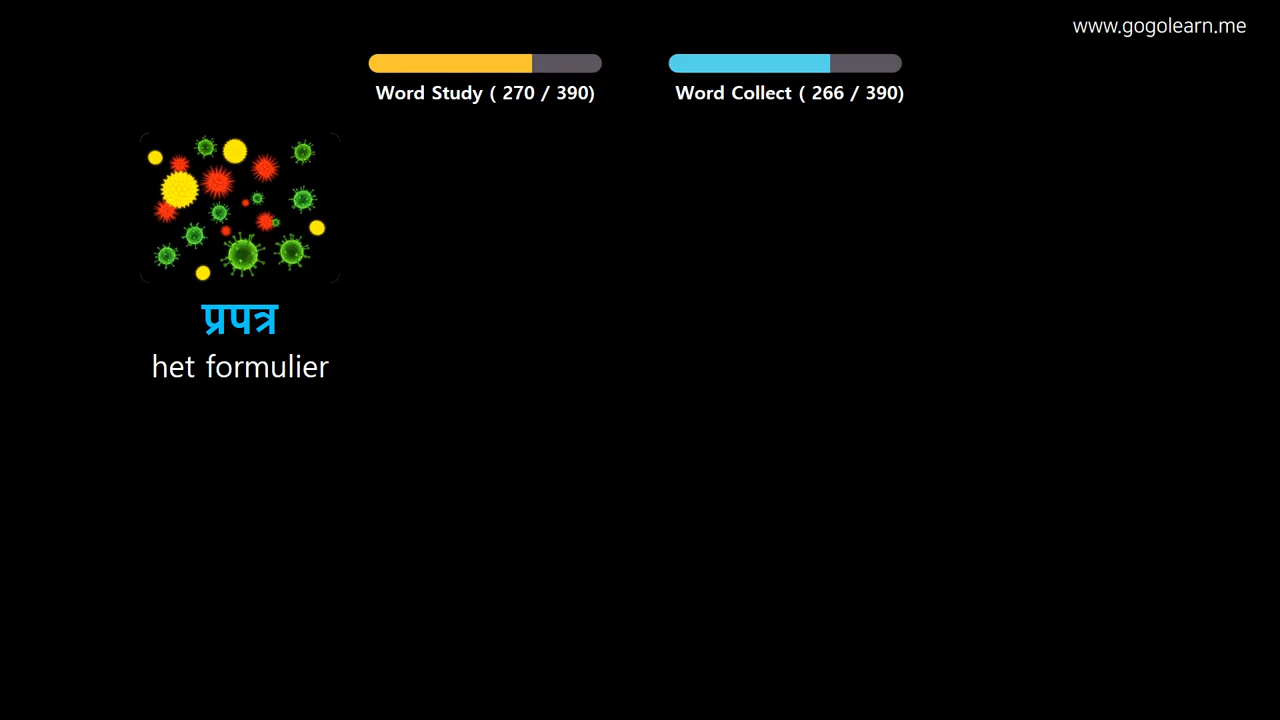 www.gogolearn.me
Word Study ( 270 / 390)
Word Collect ( 266 / 390)
प्रपत्र
het formulier